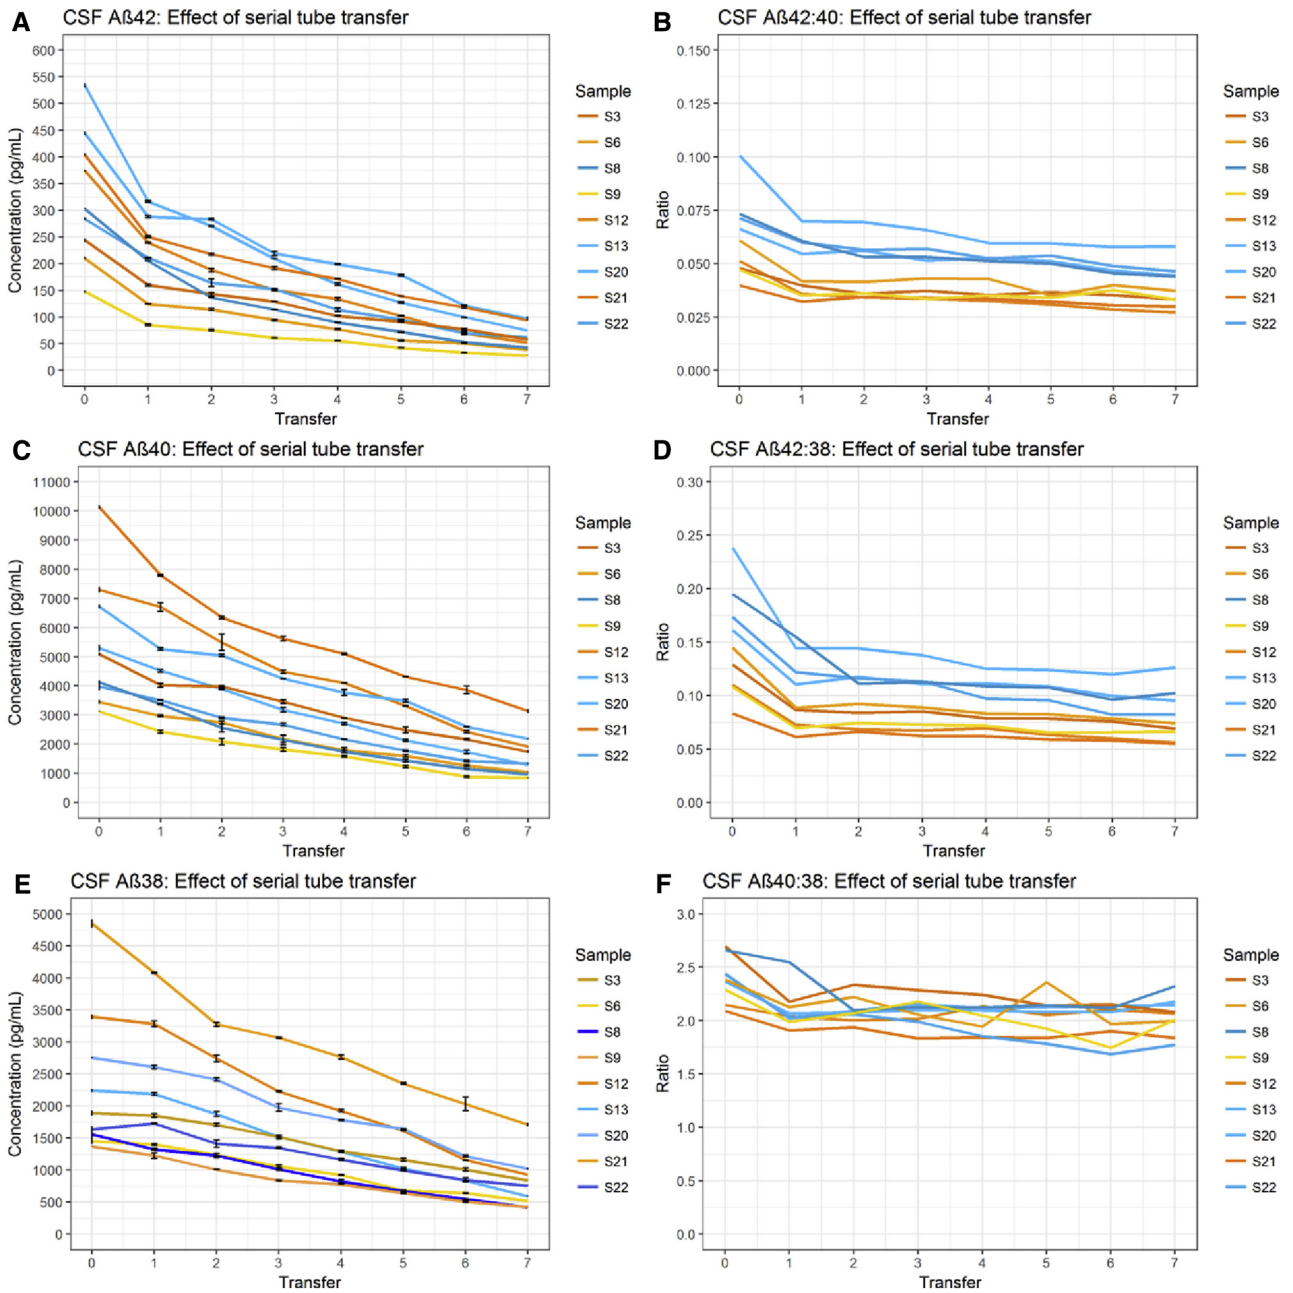 A
CSF Aß42: Effect of serial tube transfer
Concentration (pg/mL)
600
550
500
450
400
350
300
250
200
150
100
50
0
0 1 2 3 4 5 6 7
Transfer
Sample
S3
S6
S8
S9
S12
S13
S20
S21
S22
B
CSF Aß42:40: Effect of serial tube transfer
Ratio
0.150
0.125
0.100
0.075
0.050
0.025
0.000
0 1 2 3 4 5 6 7
Transfer
Sample
S3
S6
S8
S9
S12
S13
S20
S21
S22
C
CSF Aß40: Effect of serial tube transfer
Concentration (pg/mL)
11000
10000
9000
8000
7000
6000
5000
4000
3000
2000
1000
0
0 1 2 3 4 5 6 7
Transfer
Sample
S3
S6
S8
S9
S12
S13
S20
S21
S22
D
CSF Aß42:38: Effect of serial tube transfer
Ratio
0.30
0.25
0.20
0.15
0.10
0.05
0.00
0 1 2 3 4 5 6 7
Transfer
Sample
S3
S6
S8
S9
S12
S13
S20
S21
S22
E
CSF Aß38: Effect of serial tube transfer
Concentration (pg/mL)
5000
4500
4000
3500
3000
2500
2000
1500
1000
500
0
0 1 2 3 4 5 6 7
Transfer
Sample
S3
S6
S8
S9
S12
S13
S20
S21
S22
F
CSF Aß40:38: Effect of serial tube transfer
Ratio
3.0
2.5
2.0
1.5
1.0
0.5
0.0
0 1 2 3 4 5 6 7
Transfer
Sample
S3
S6
S8
S9
S12
S13
S20
S21
S22